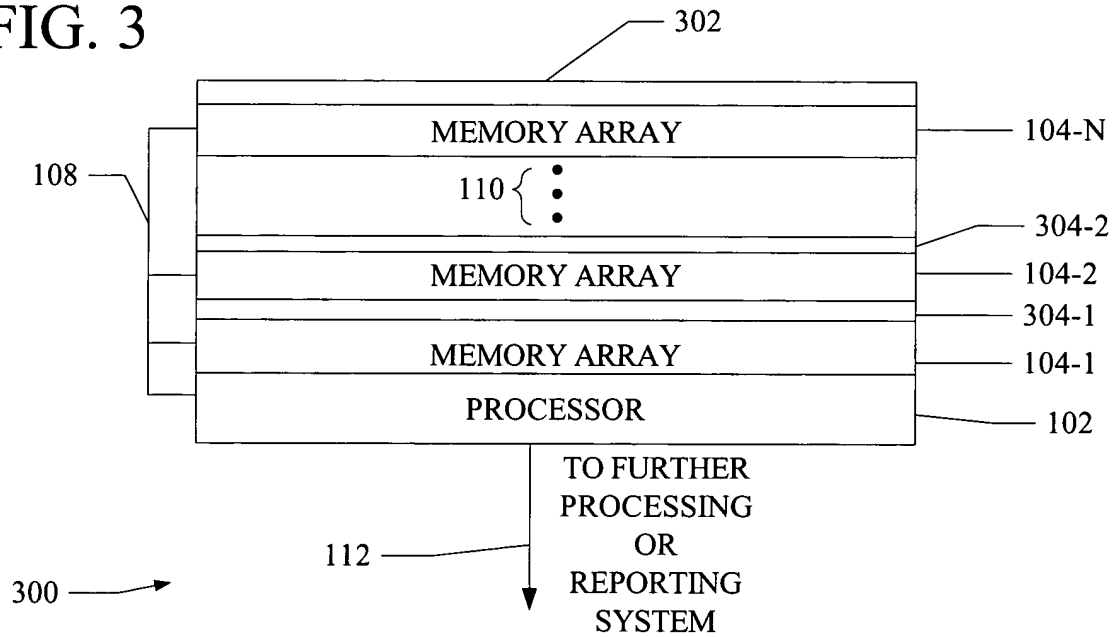 FIG. 3
302
MEMORY ARRAY
104-N
108
110
304-2
MEMORY ARRAY
104-2
304-1
MEMORY ARRAY
104-1
PROCESSOR
102
TO FURTHER
PROCESSING
OR
REPORTING
SYSTEM
112
300